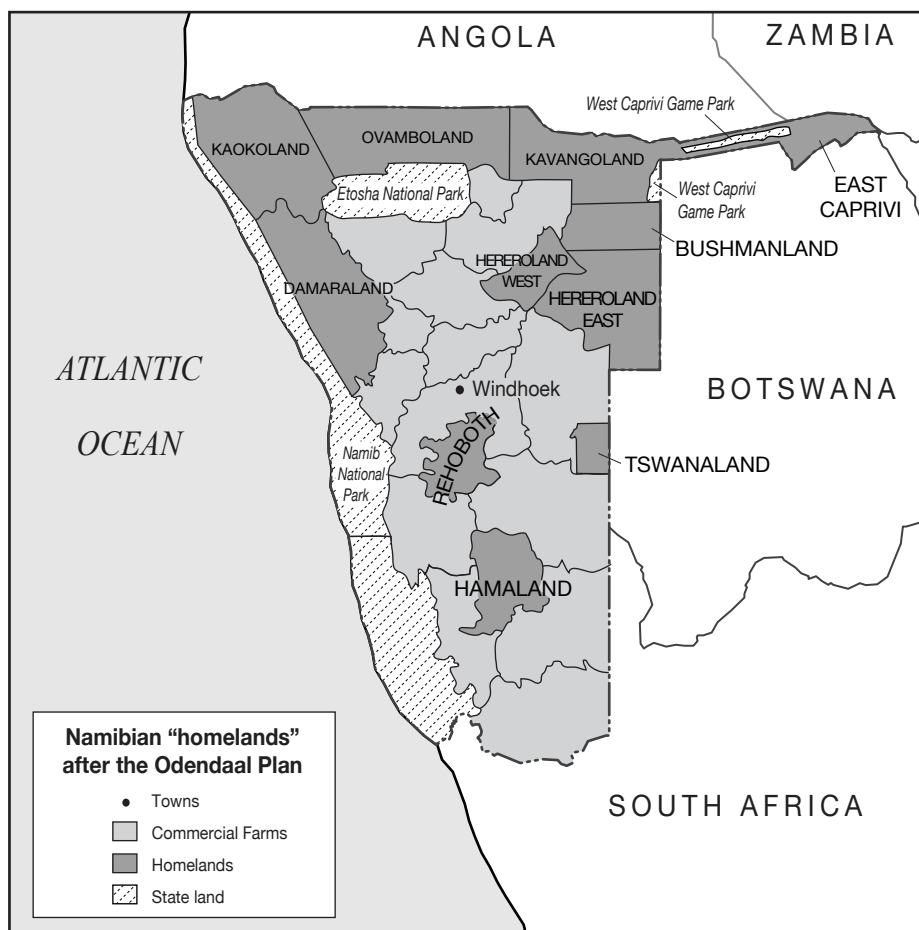 ANGOLA
ZAMBIA
West Caprivi Game Park
KAOKOLAND
OVAMBOLAND
KAVANGOLAND
Etosha National Park
West Caprivi
Game Park
EAST
CAPRIVI
BUSHMANLAND
HEREROLAND
WEST
DAMARALAND
HEREROLAND
EAST
ATLANTIC
OCEAN
Windhoek
BOTSWANA
REHOBOTH
Namib
National
Park
TSWANALAND
HAMALAND
SOUTH AFRICA
Namibian “homelands”
after the Odendaal Plan
Towns
Commercial Farms
Homelands
State land